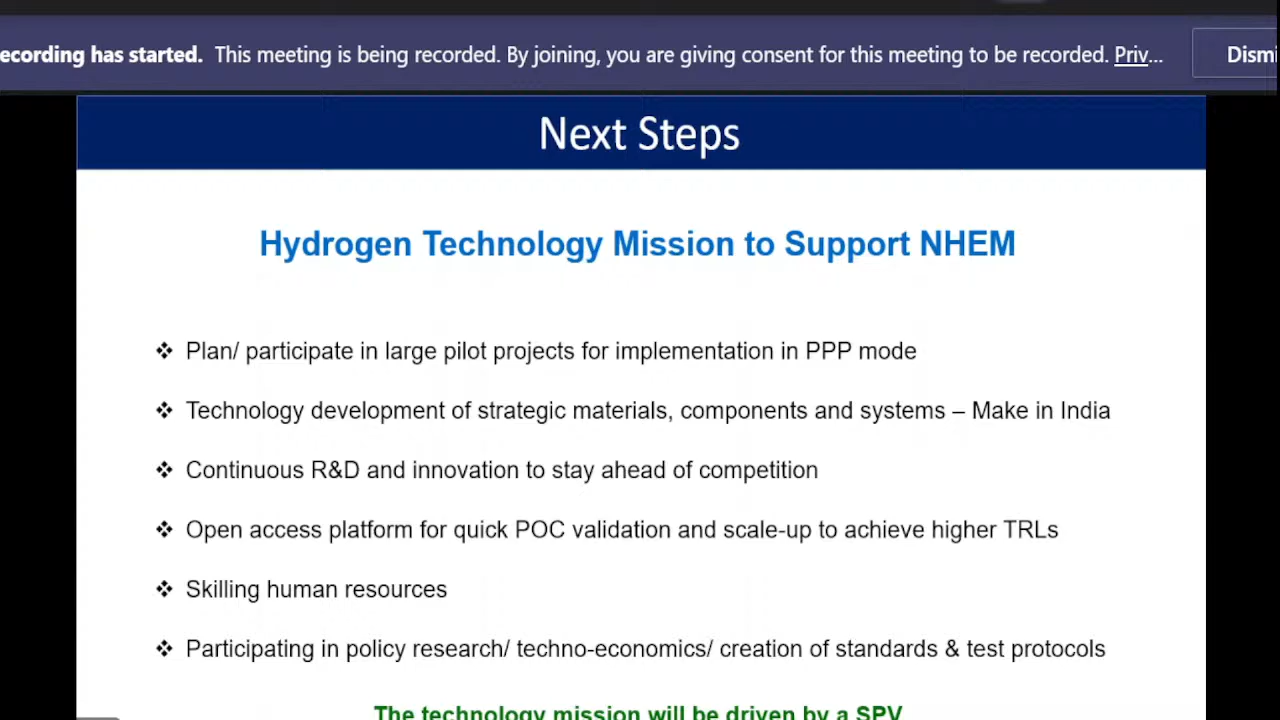 ecording has started. This meeting is being recorded. By joining, you are giving consent for this meeting to be recorded. Priv... Dismi
Next Steps
Hydrogen Technology Mission to Support NHEM
❖ Plan/ participate in large pilot projects for implementation in PPP mode
❖ Technology development of strategic materials, components and systems – Make in India
❖ Continuous R&D and innovation to stay ahead of competition
❖ Open access platform for quick POC validation and scale-up to achieve higher TRLs
❖ Skilling human resources
❖ Participating in policy research/ techno-economics/ creation of standards & test protocols
The technology mission will be driven by a SPV